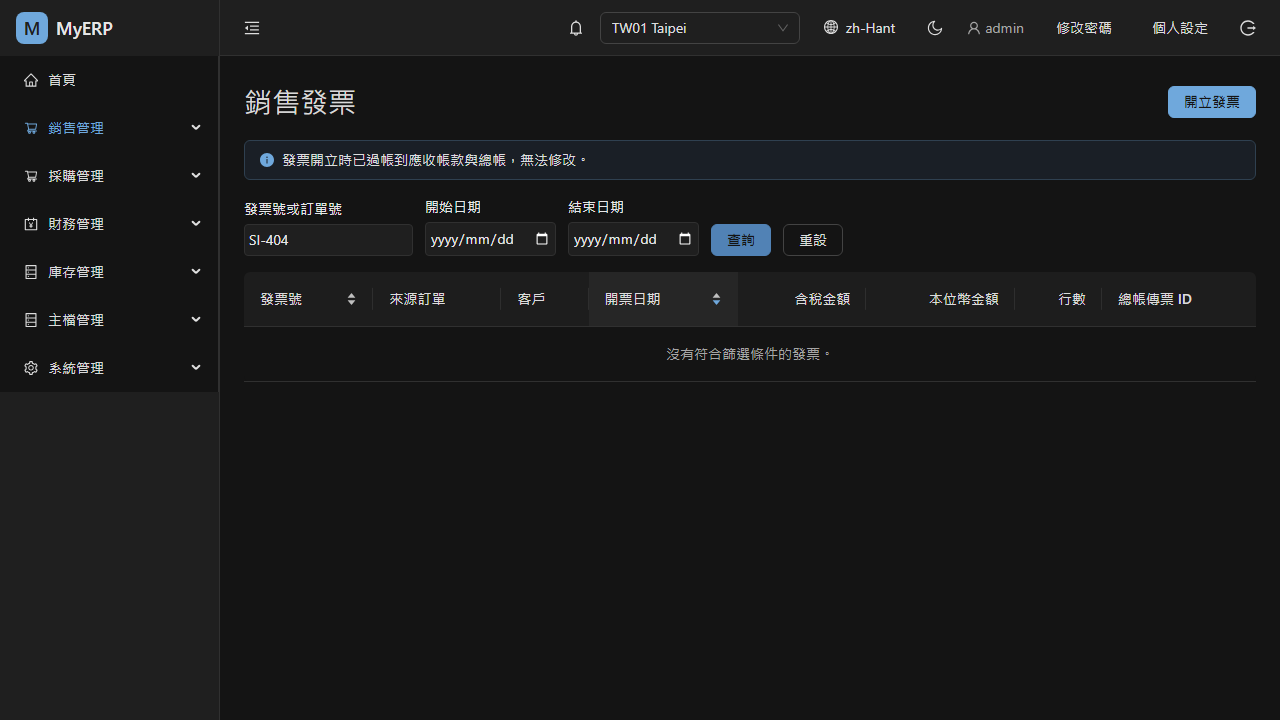 M MyERP
TW01 Taipei
zh-Hant
admin
修改密碼
個人設定
首頁
銷售管理
採購管理
財務管理
庫存管理
主檔管理
系統管理
銷售發票
開立發票
發票開立時已過帳到應收帳款與總帳，無法修改。
發票號或訂單號
開始日期
結束日期
SI-404
yyyy/mm/dd
yyyy/mm/dd
查詢
重設
發票號 來源訂單 客戶 開票日期 含稅金額 本位幣金額 行數 總帳傳票 ID
沒有符合篩選條件的發票。